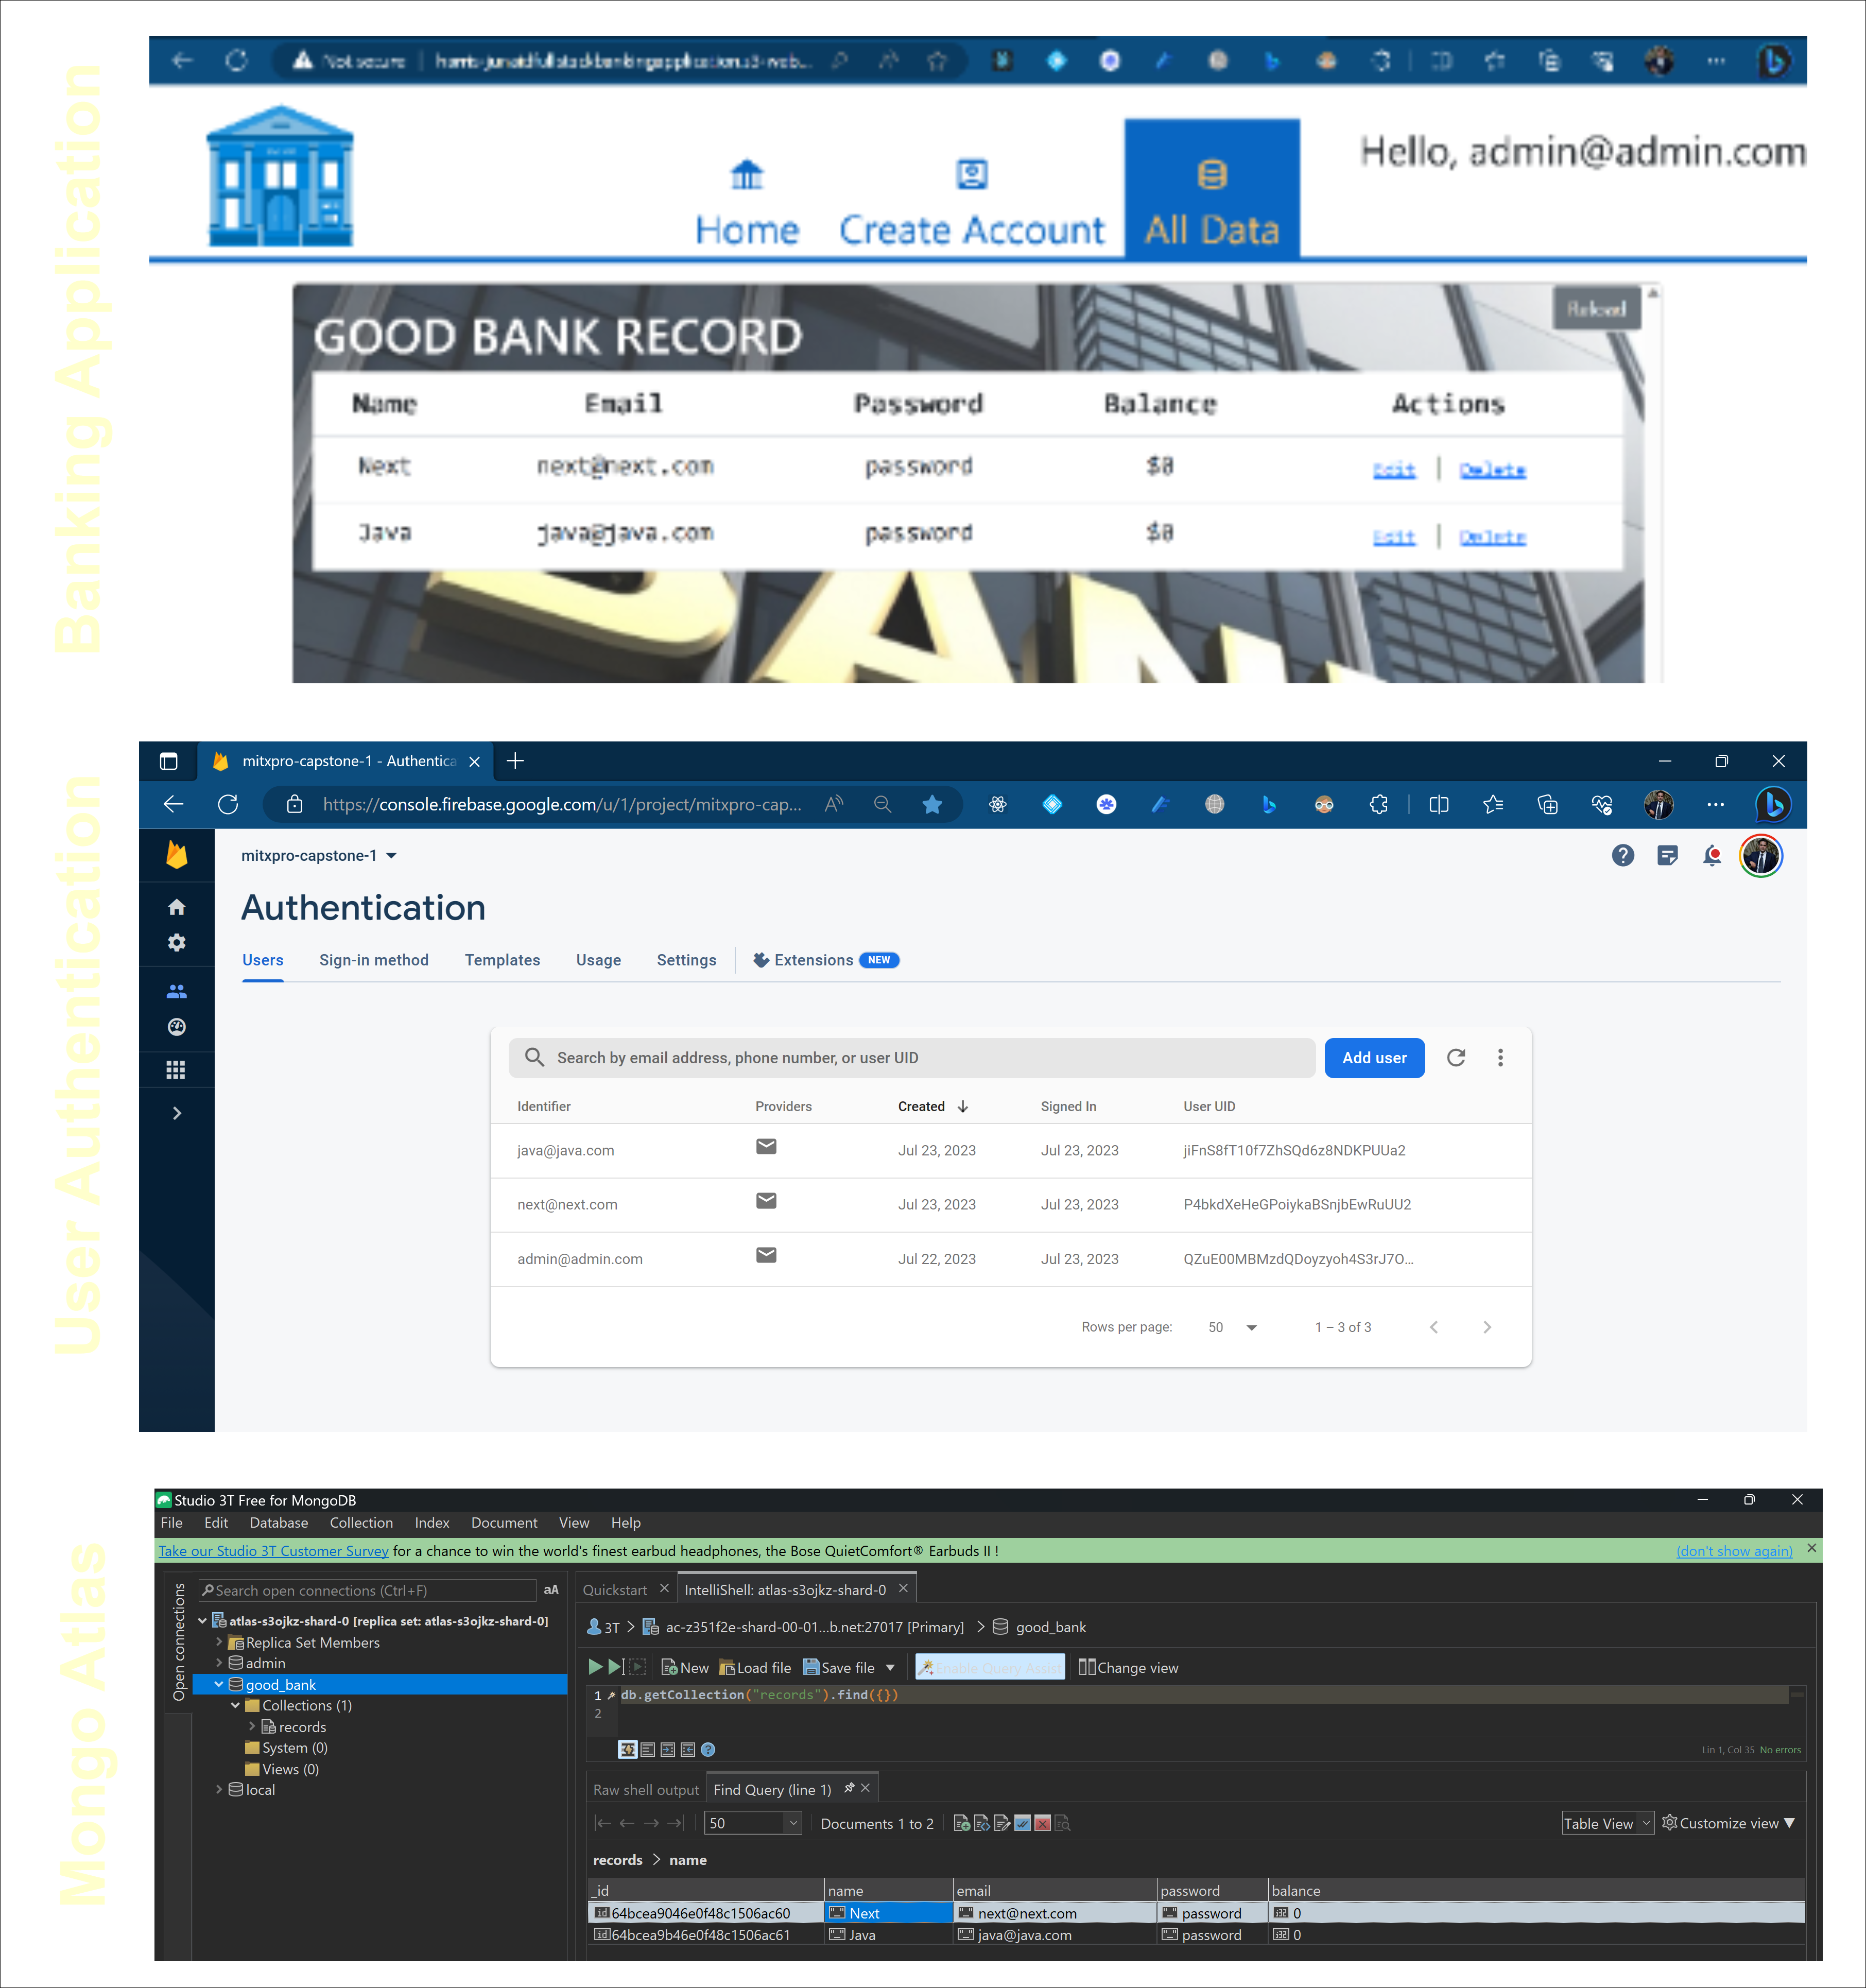 Banking Application
Not secure
Hello, admin@admin.com
Home Create Account All Data
GOOD BANK RECORD
Reload
Name Email Password Balance Actions
Next next@next.com password $0 Edit | Delete
Java java@java.com password $0 Edit | Delete
BANK
User Authentication
mitxpro-capstone-1 - Authentica
https://console.firebase.google.com/u/1/project/mitxpro-cap...
mitxpro-capstone-1
Authentication
Users Sign-in method Templates Usage Settings Extensions NEW
Search by email address, phone number, or user UID Add user
Identifier Providers Created Signed In User UID
java@java.com Jul 23, 2023 Jul 23, 2023 jiFnS8fT10f7ZhSQd6z8NDKPUUa2
next@next.com Jul 23, 2023 Jul 23, 2023 P4bkdXeHeGPoiykaBSnjbEwRuUU2
admin@admin.com Jul 22, 2023 Jul 23, 2023 QZuE00MBMzdQDoyzyoh4S3rJ7O...
Rows per page: 50 1 – 3 of 3
Mongo Atlas
Studio 3T Free for MongoDB
File Edit Database Collection Index Document View Help
Take our Studio 3T Customer Survey for a chance to win the world's finest earbud headphones, the Bose QuietComfort® Earbuds II ! (don't show again)
Open connections
Search open connections (Ctrl+F) aA
atlas-s3ojkz-shard-0 [replica set: atlas-s3ojkz-shard-0]
Replica Set Members
admin
good_bank
Collections (1)
records
System (0)
Views (0)
local
Quickstart IntelliShell: atlas-s3ojkz-shard-0
3T ac-z351f2e-shard-00-01...b.net:27017 [Primary] good_bank
New Load file Save file Enable Query Assist Change view
1 db.getCollection("records").find({})
2
Lin 1, Col 35 No errors
Raw shell output Find Query (line 1)
50 Documents 1 to 2 Table View Customize view
records > name
_id name email password balance
64bcea9046e0f48c1506ac60 Next next@next.com password 0
64bcea9b46e0f48c1506ac61 Java java@java.com password 0